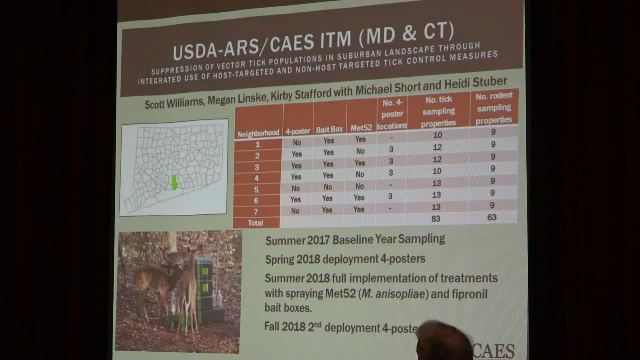 USDA-ARS/CAES ITM (MD & CT)
SUPPRESSION OF VECTOR TICK POPULATIONS IN SUBURBAN LANDSCAPE THROUGH
INTEGRATED USE OF HOST-TARGETED AND NON-HOST TARGETED TICK CONTROL MEASURES
Scott Williams, Megan Linske, Kirby Stafford with Michael Short and Heidi Stuber
Neighborhood 4-poster Bait Box Met52 No. 4-poster locations No. tick sampling properties No. rodent sampling properties
1 No Yes Yes - 10 9
2 Yes Yes No 3 12 9
3 Yes Yes Yes 3 12 9
4 Yes Yes No 3 10 9
5 No No No - 13 9
6 Yes Yes Yes 3 13 9
7 No Yes Yes - 13 9
Total 83 63
Summer 2017 Baseline Year Sampling
Spring 2018 deployment 4-posters
Summer 2018 full implementation of treatments
with spraying Met52 (M. anisopliae) and fipronil
bait boxes.
Fall 2018 2nd deployment 4-poste
CAES